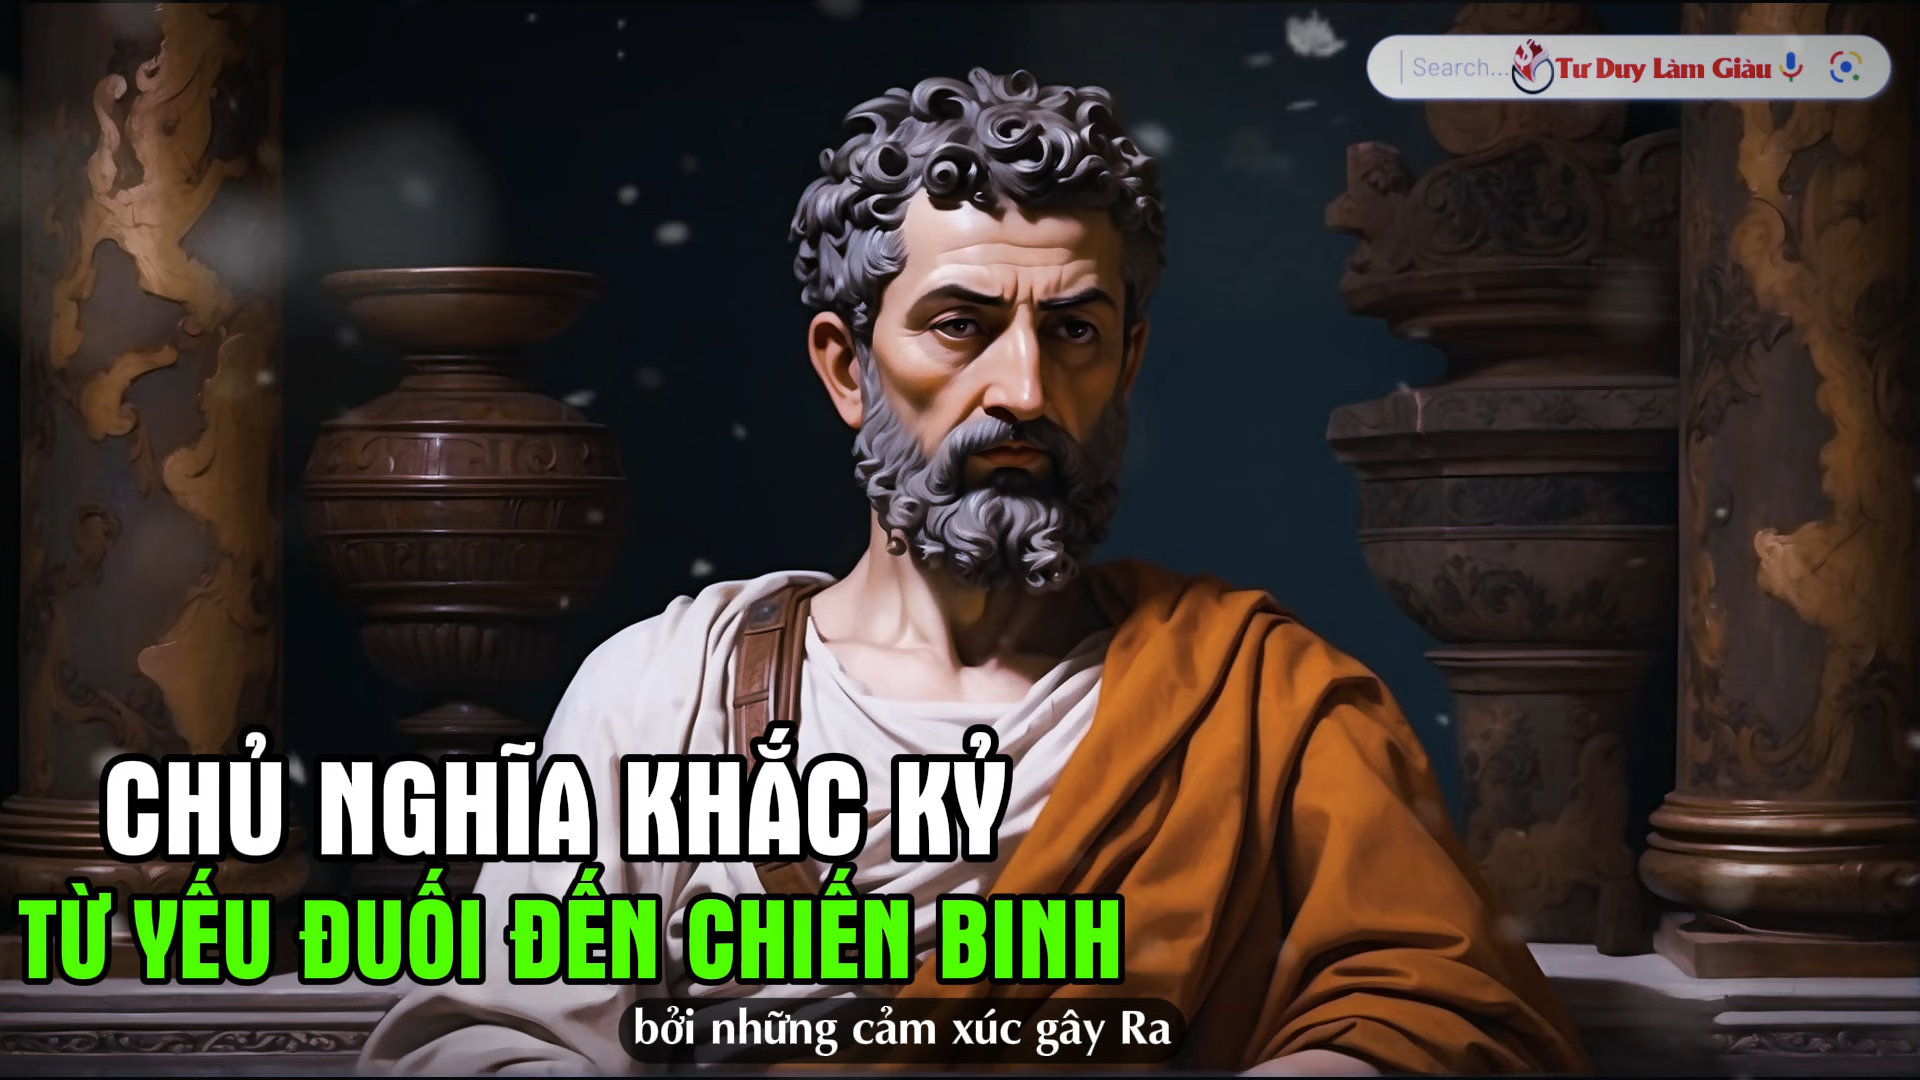 Search... Tư Duy Làm Giàu
CHỦ NGHĨA KHẮC KỶ
TỪ YẾU ĐUỐI ĐẾN CHIẾN BINH
bởi những cảm xúc gây Ra